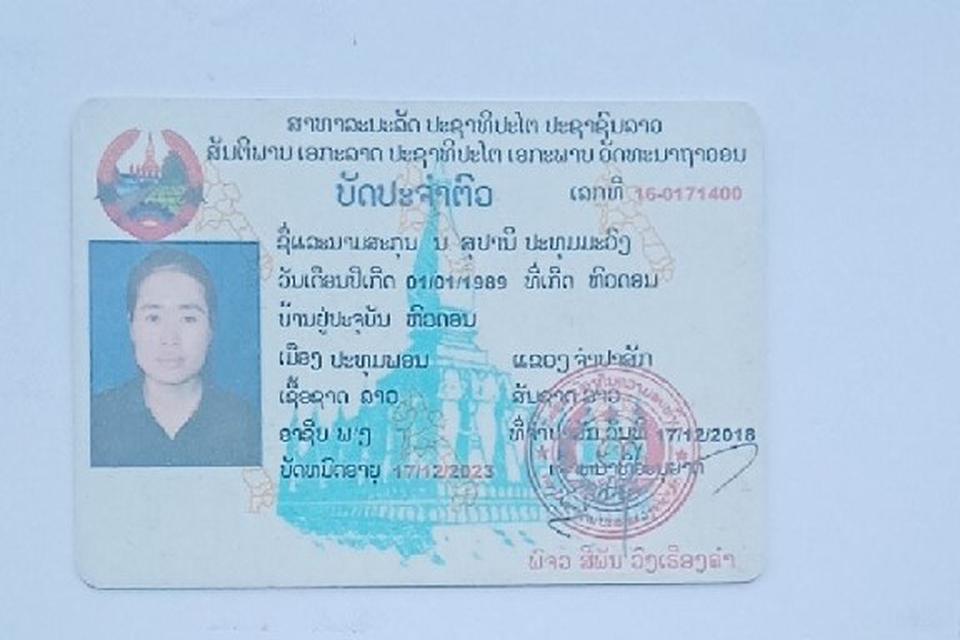 ສາທາລະນະລັດ ປະຊາທິປະໄຕ ປະຊາຊົນລາວ
ສັນຕິພາບ ເອກະລາດ ປະຊາທິປະໄຕ ເອກະພາບ ວັດທະນາຖາວອນ
ບັດປະຈຳຕົວ ເລກທີ 16-0171400
ຊື່ແລະນາມສະກຸນ ນ ສຸປານີ ປະທຸມມະວົງ
ວັນເດືອນປີເກີດ 01/01/1989 ທີ່ເກີດ ຫົວດອນ
ບ້ານຢູ່ປະຈຸບັນ ຫົວດອນ
ເມືອງ ປະທຸມພອນ ແຂວງ ຈຳປາສັກ
ເຊື້ອຊາດ ລາວ ສັນຊາດ ລາວ
ອາຊີບ ທີ່ຈຳປາສັກ ວັນທີ 17/12/2018
ບັດຫມົດອາຍຸ 17/12/2023
ພົຈວ ສີພັນ ວົງເຮືອງຄຳ